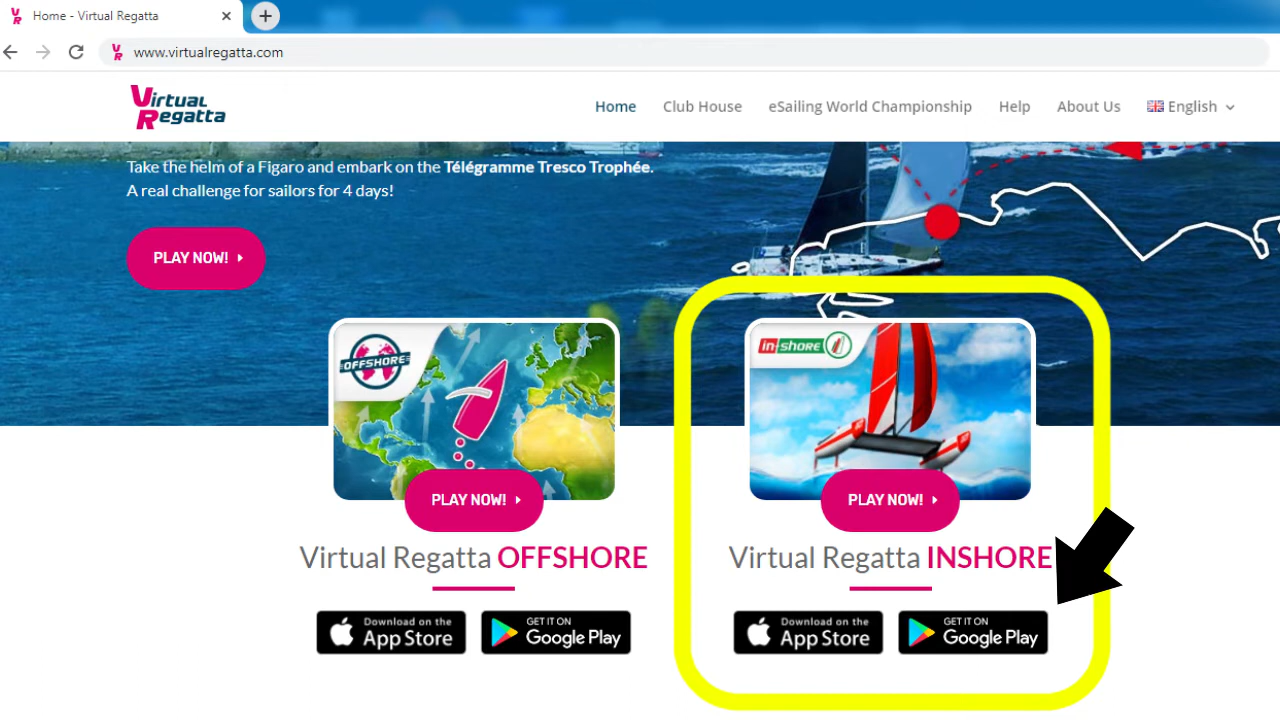 Home - Virtual Regatta
www.virtualregatta.com
Virtual
Regatta
Home
Club House
eSailing World Championship
Help
About Us
English
Take the helm of a Figaro and embark on the Télégramme Tresco Trophée.
A real challenge for sailors for 4 days!
PLAY NOW!
OFFSHORE
PLAY NOW!
Virtual Regatta OFFSHORE
Download on the
App Store
GET IT ON
Google Play
in-SHORE
PLAY NOW!
Virtual Regatta INSHORE
Download on the
App Store
GET IT ON
Google Play